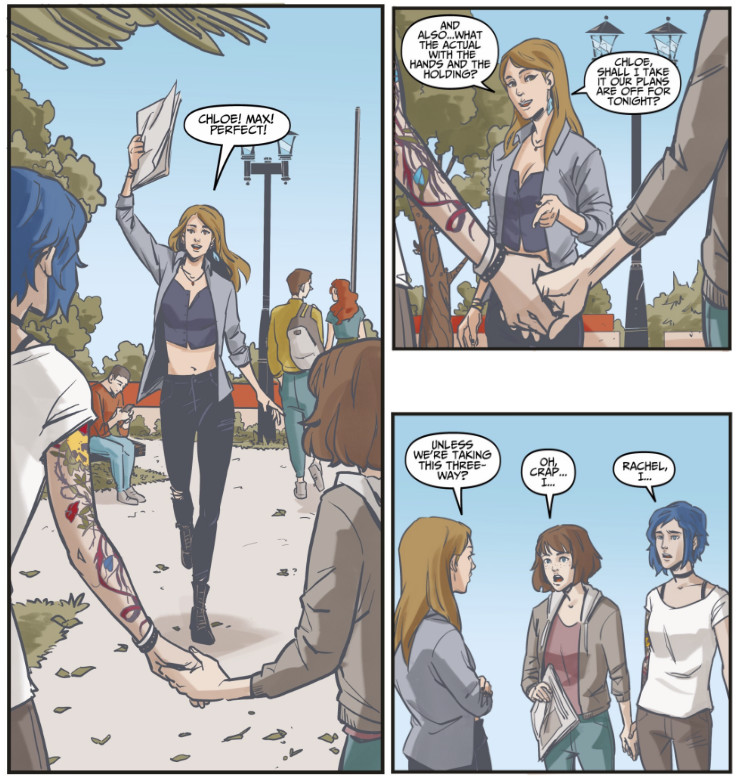 CHLOE! MAX!
PERFECT!
AND
ALSO...WHAT
THE ACTUAL
WITH THE
HANDS AND THE
HOLDING?
CHLOE,
SHALL I TAKE
IT OUR PLANS
ARE OFF FOR
TONIGHT?
UNLESS
WE'RE TAKING
THIS THREE-
WAY?
OH,
CRAP...
I...
RACHEL,
I...